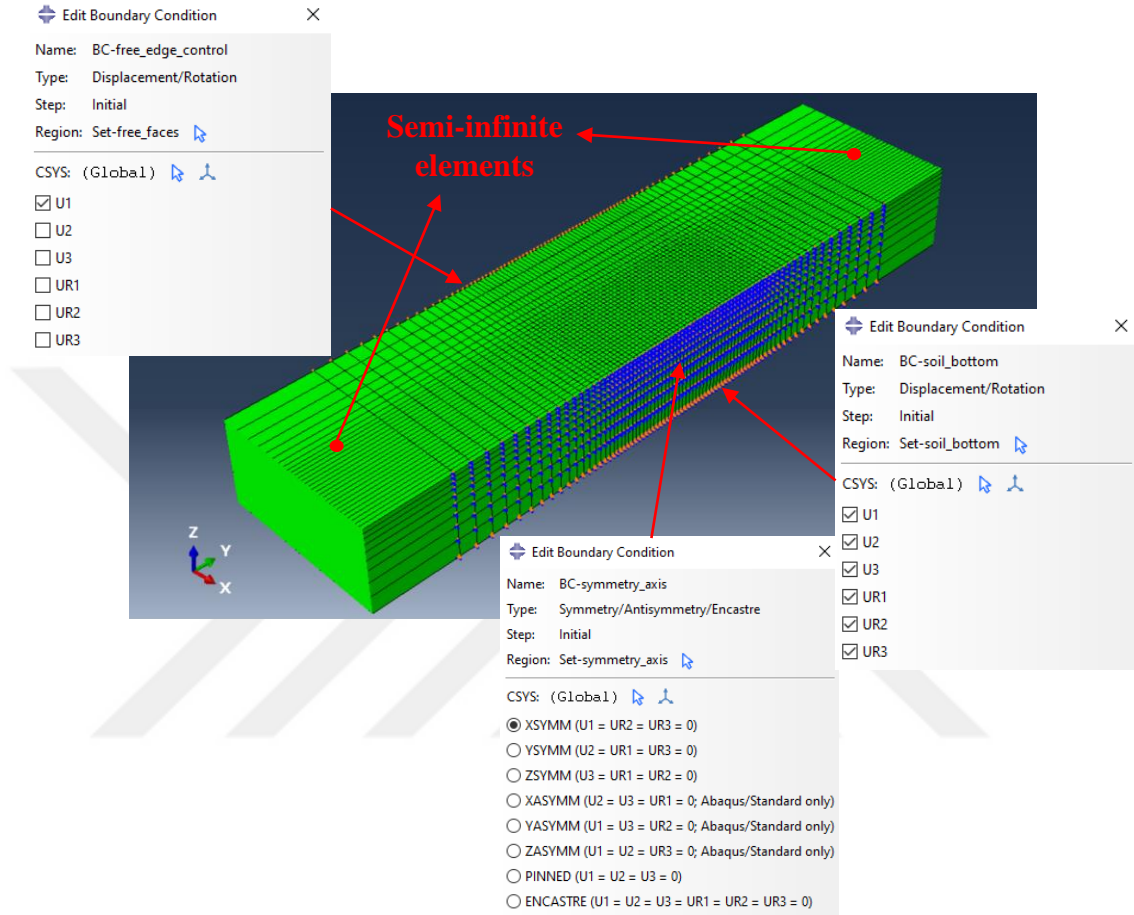 Edit Boundary Condition
Name: BC-free_edge_control
Type: Displacement/Rotation
Step: Initial
Region: Set-free_faces
CSYS: (Global)
U1
U2
U3
UR1
UR2
UR3
Semi-infinite
elements
Z
Y
X
Edit Boundary Condition
Name: BC-soil_bottom
Type: Displacement/Rotation
Step: Initial
Region: Set-soil_bottom
CSYS: (Global)
U1
U2
U3
UR1
UR2
UR3
Edit Boundary Condition
Name: BC-symmetry_axis
Type: Symmetry/Antisymmetry/Encastre
Step: Initial
Region: Set-symmetry_axis
CSYS: (Global)
XSYMM (U1 = UR2 = UR3 = 0)
YSYMM (U2 = UR1 = UR3 = 0)
ZSYMM (U3 = UR1 = UR2 = 0)
XASYMM (U2 = U3 = UR1 = 0; Abaqus/Standard only)
YASYMM (U1 = U3 = UR2 = 0; Abaqus/Standard only)
ZASYMM (U1 = U2 = UR3 = 0; Abaqus/Standard only)
PINNED (U1 = U2 = U3 = 0)
ENCASTRE (U1 = U2 = U3 = UR1 = UR2 = UR3 = 0)